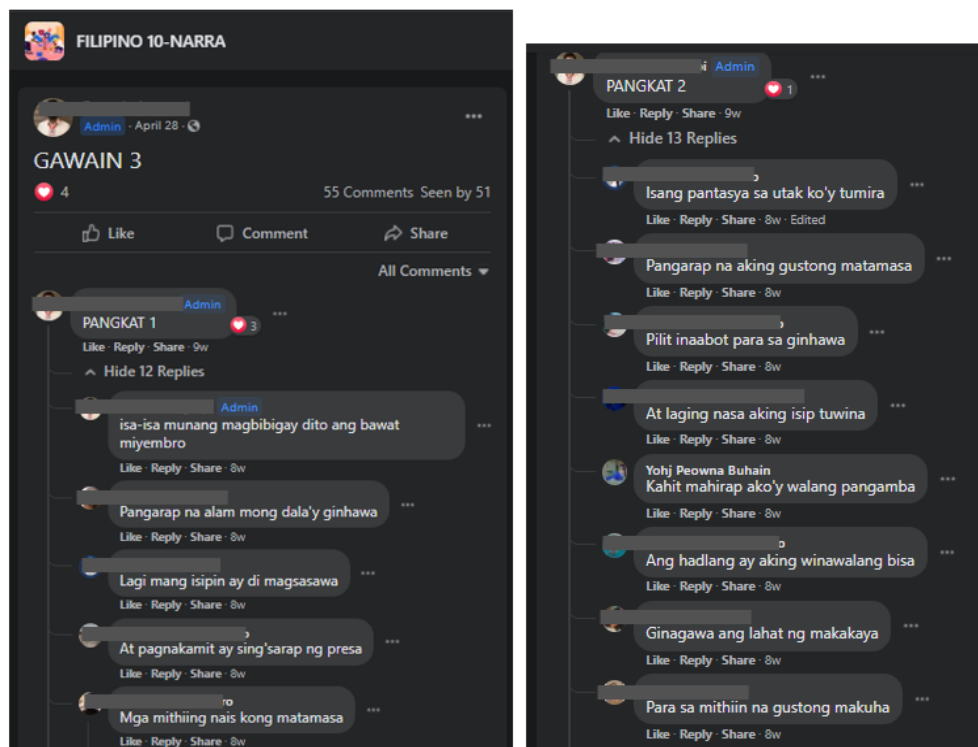 FILIPINO 10-NARRA
Admin · April 28 ·
GAWAIN 3
4
55 Comments Seen by 51
Like
Comment
Share
All Comments
Admin
PANGKAT 1
3
Like · Reply · Share · 9w
Hide 12 Replies
Admin
isa-isa munang magbibigay dito ang bawat
miyembro
Like · Reply · Share · 8w
Pangarap na alam mong dala'y ginhawa
Like · Reply · Share · 8w
Lagi mang isipin ay di magsasawa
Like · Reply · Share · 8w
At pagnakamit ay sing'sarap ng presa
Like · Reply · Share · 8w
ro
Mga mithiing nais kong matamasa
Like · Reply · Share · 8w
i Admin
PANGKAT 2
1
Like · Reply · Share · 9w
Hide 13 Replies
Isang pantasya sa utak ko'y tumira
Like · Reply · Share · 8w · Edited
Pangarap na aking gustong matamasa
Like · Reply · Share · 8w
Pilit inaabot para sa ginhawa
Like · Reply · Share · 8w
At laging nasa aking isip tuwina
Like · Reply · Share · 8w
Yohj Peowna Buhain
Kahit mahirap ako'y walang pangamba
Like · Reply · Share · 8w
Ang hadlang ay aking winawalang bisa
Like · Reply · Share · 8w
Ginagawa ang lahat ng makakaya
Like · Reply · Share · 8w
Para sa mithiin na gustong makuha
Like · Reply · Share · 8w